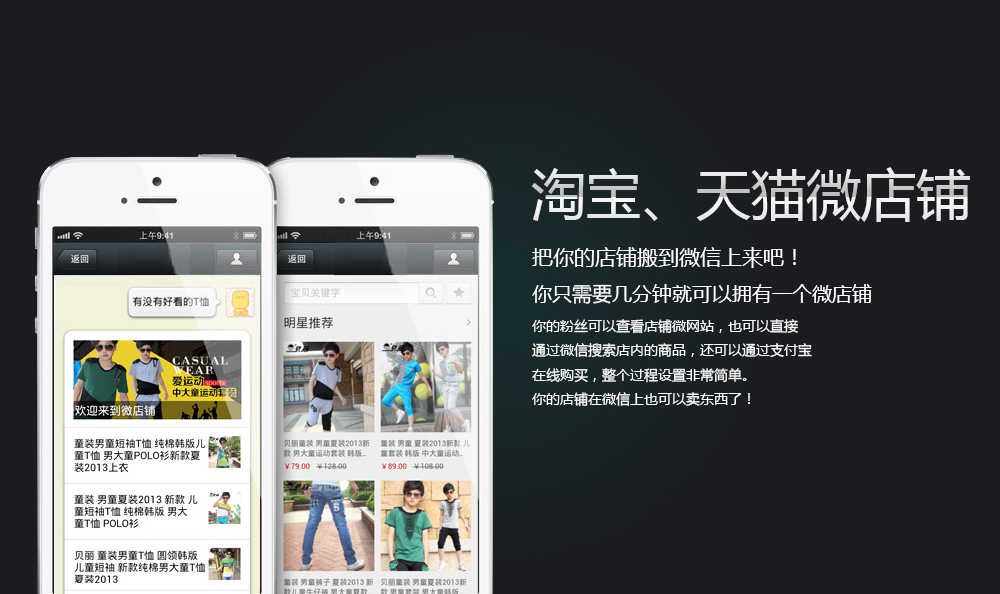 淘宝、天猫微店铺
把你的店铺搬到微信上来吧！
你只需要几分钟就可以拥有一个微店铺
你的粉丝可以查看店铺微网站，也可以直接
通过微信搜索店内的商品，还可以通过支付宝
在线购买，整个过程设置非常简单。
你的店铺在微信上也可以卖东西了！
上午9:41
返回
有没有好看的T恤
CASUAL
WEAR
爱运动 sports
中大童运动套装
欢迎来到微店铺
童装男童短袖T恤 纯棉韩版儿
童T恤 男大童POLO衫新款夏
装2013上衣
童装 男童夏装2013 新款 儿
童短袖T恤 纯棉韩版 男大
童T恤 POLO衫
贝丽 童装男童T恤 圆领韩版
儿童短袖 新款纯棉男大童T恤
夏装2013
上午9:41
返回
宝贝关键字
明星推荐
贝丽童装 男童夏装2013新
款 男大童运动套装 韩版...
￥79.00 ￥128.00
童装 男童 夏装2013新款 儿
童套装 韩版 中大童运动...
￥89.00 ￥108.00
童装 男童裤子 夏装2013 新
款 儿童牛仔裤 男大童夏款
贝丽童装 男童夏装2013新
款 男童套装 男大童韩版